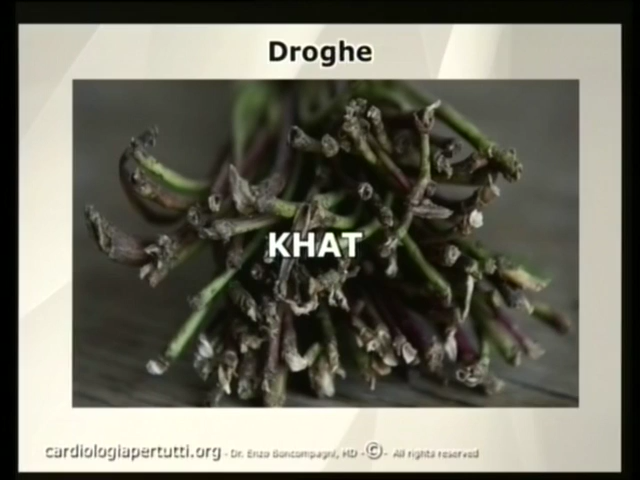 Droghe
KHAT
cardiologiapertutti.org - Dr. Enzo Boncompagni, MD - © - All rights reserved